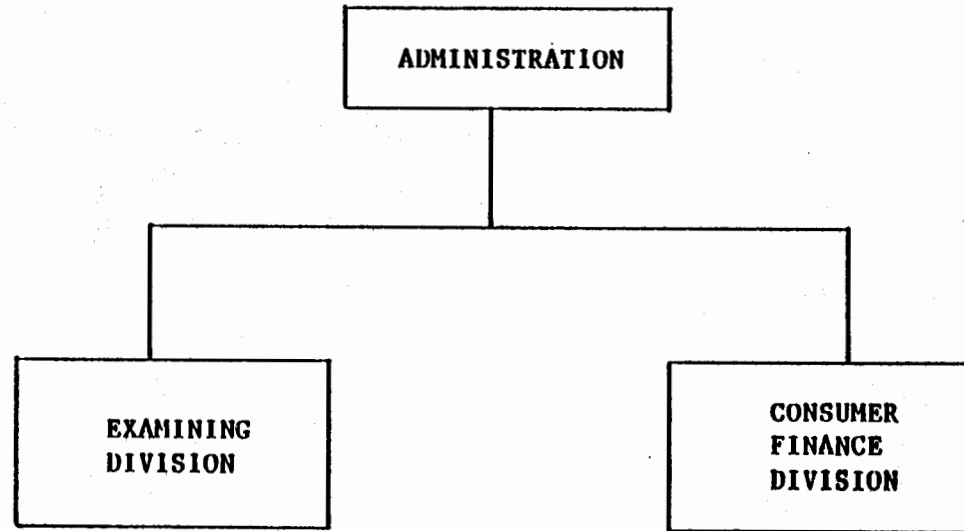 ADMINISTRATION
EXAMINING
DIVISION
CONSUMER
FINANCE
DIVISION